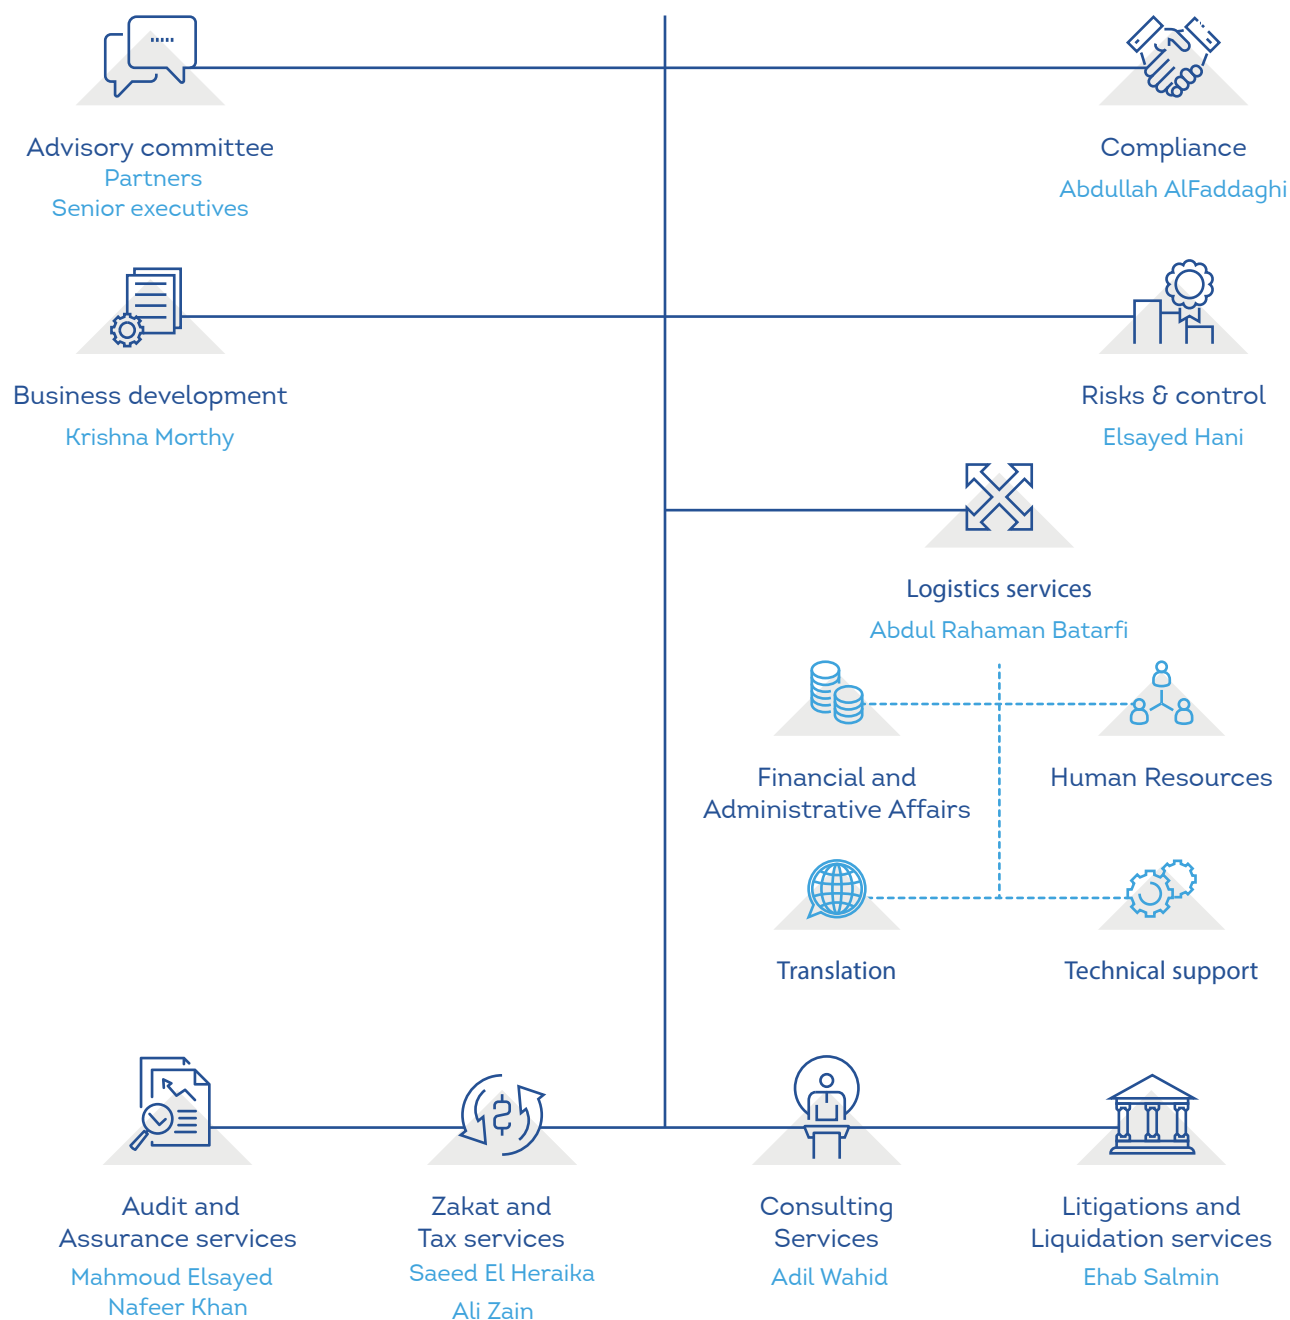 Advisory committee
Partners
Senior executives
Compliance
Abdullah AlFaddaghi
Business development
Krishna Morthy
Risks & control
Elsayed Hani
Logistics services
Abdul Rahaman Batarfi
Financial and
Administrative Affairs
Human Resources
Translation
Technical support
Audit and
Assurance services
Mahmoud Elsayed
Nafeer Khan
Zakat and
Tax services
Saeed El Heraika
Ali Zain
Consulting
Services
Adil Wahid
Litigations and
Liquidation services
Ehab Salmin